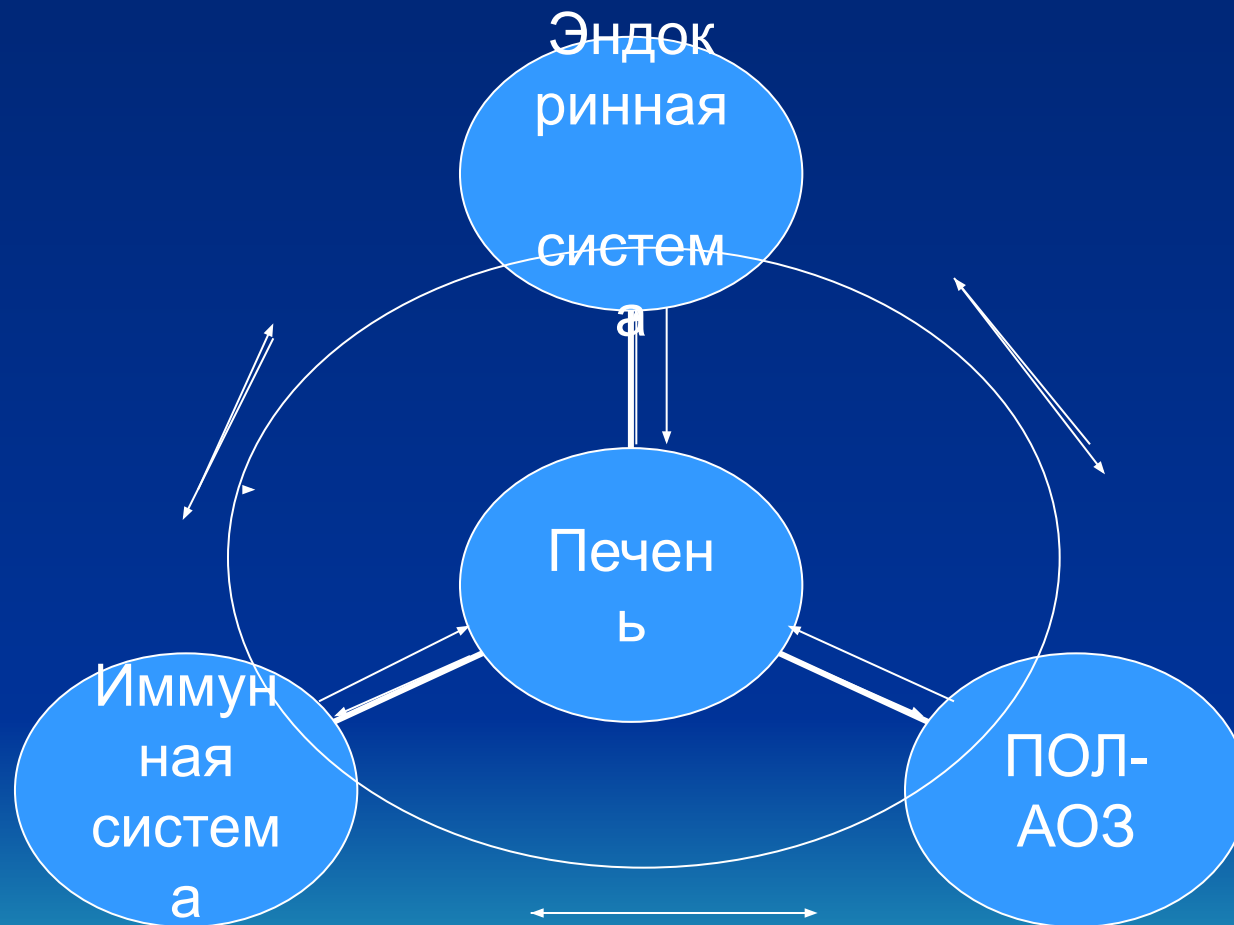 Эндок
ринная
систем
а
Печен
ь
Иммун
ная
систем
а
ПОЛ-
АОЗ